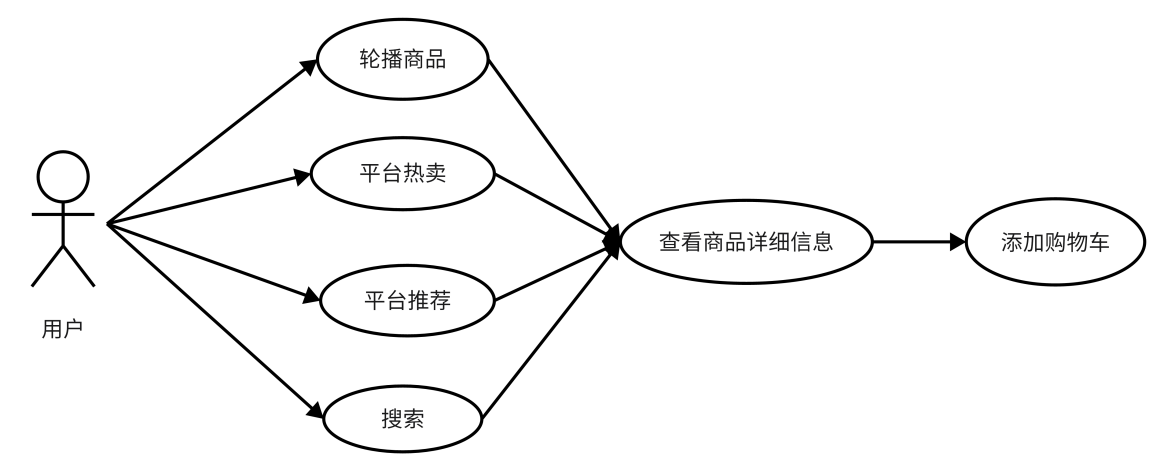 轮播商品
平台热卖
查看商品详细信息
添加购物车
平台推荐
用户
搜索